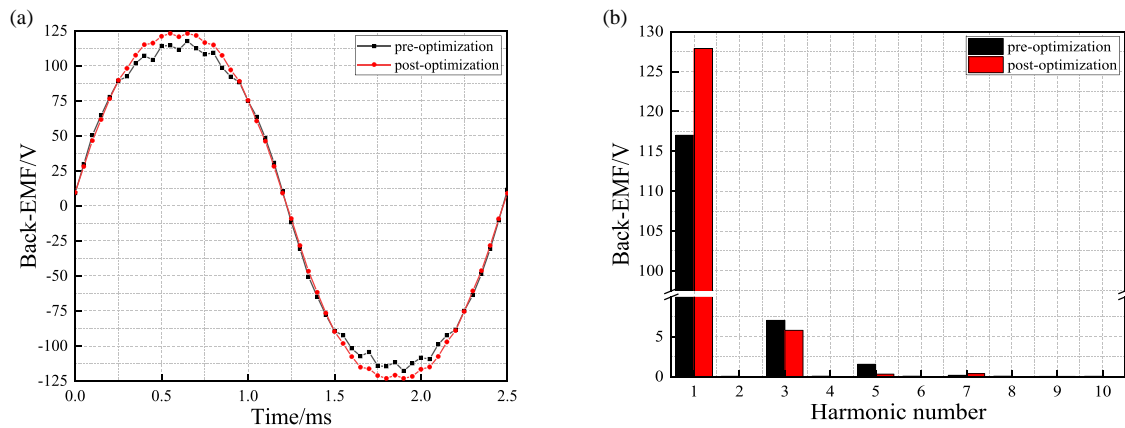 (a)
125
100
75
50
25
0
-25
-50
-75
-100
-125
Back-EMF/V
pre-optimization
post-optimization
0.0 0.5 1.0 1.5 2.0 2.5
Time/ms
(b)
130
125
120
115
110
105
100
5
0
Back-EMF/V
pre-optimization
post-optimization
1 2 3 4 5 6 7 8 9 10
Harmonic number